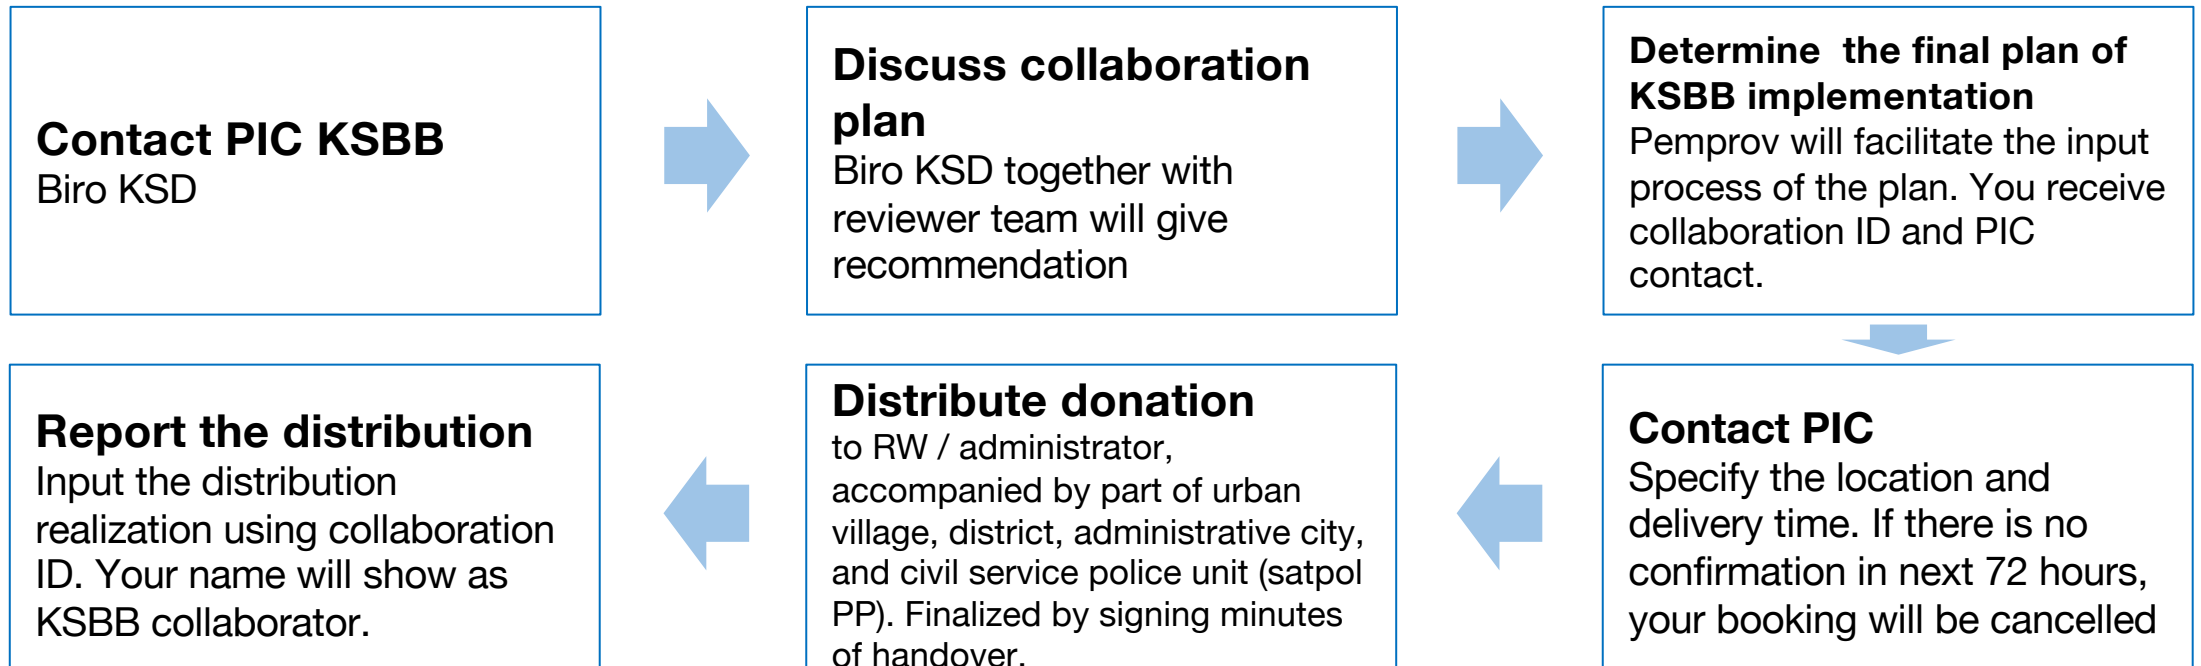 Contact PIC KSBB
Biro KSD
Discuss collaboration
plan
Biro KSD together with
reviewer team will give
recommendation
Determine  the final plan of
KSBB implementation
Pemprov will facilitate the input
process of the plan. You receive
collaboration ID and PIC
contact.
Contact PIC
Specify the location and
delivery time. If there is no
confirmation in next 72 hours,
your booking will be cancelled
Distribute donation
to RW / administrator,
accompanied by part of urban
village, district, administrative city,
and civil service police unit (satpol
PP). Finalized by signing minutes
of handover.
Report the distribution
Input the distribution
realization using collaboration
ID. Your name will show as
KSBB collaborator.